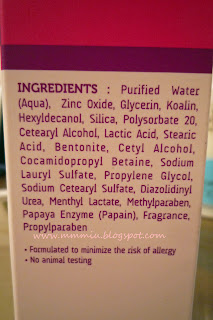 INGREDIENTS : Purified Water
(Aqua), Zinc Oxide, Glycerin, Koalin,
Hexyldecanol, Silica, Polysorbate 20,
Cetearyl Alcohol, Lactic Acid, Stearic
Acid, Bentonite, Cetyl Alcohol,
Cocamidopropyl Betaine, Sodium
Lauryl Sulfate, Propylene Glycol,
Sodium Cetearyl Sulfate, Diazolidinyl
Urea, Menthyl Lactate, Methylparaben,
Papaya Enzyme (Papain), Fragrance,
Propylparaben
www.mmmiu.blogspot.com
• Formulated to minimize the risk of allergy
• No animal testing